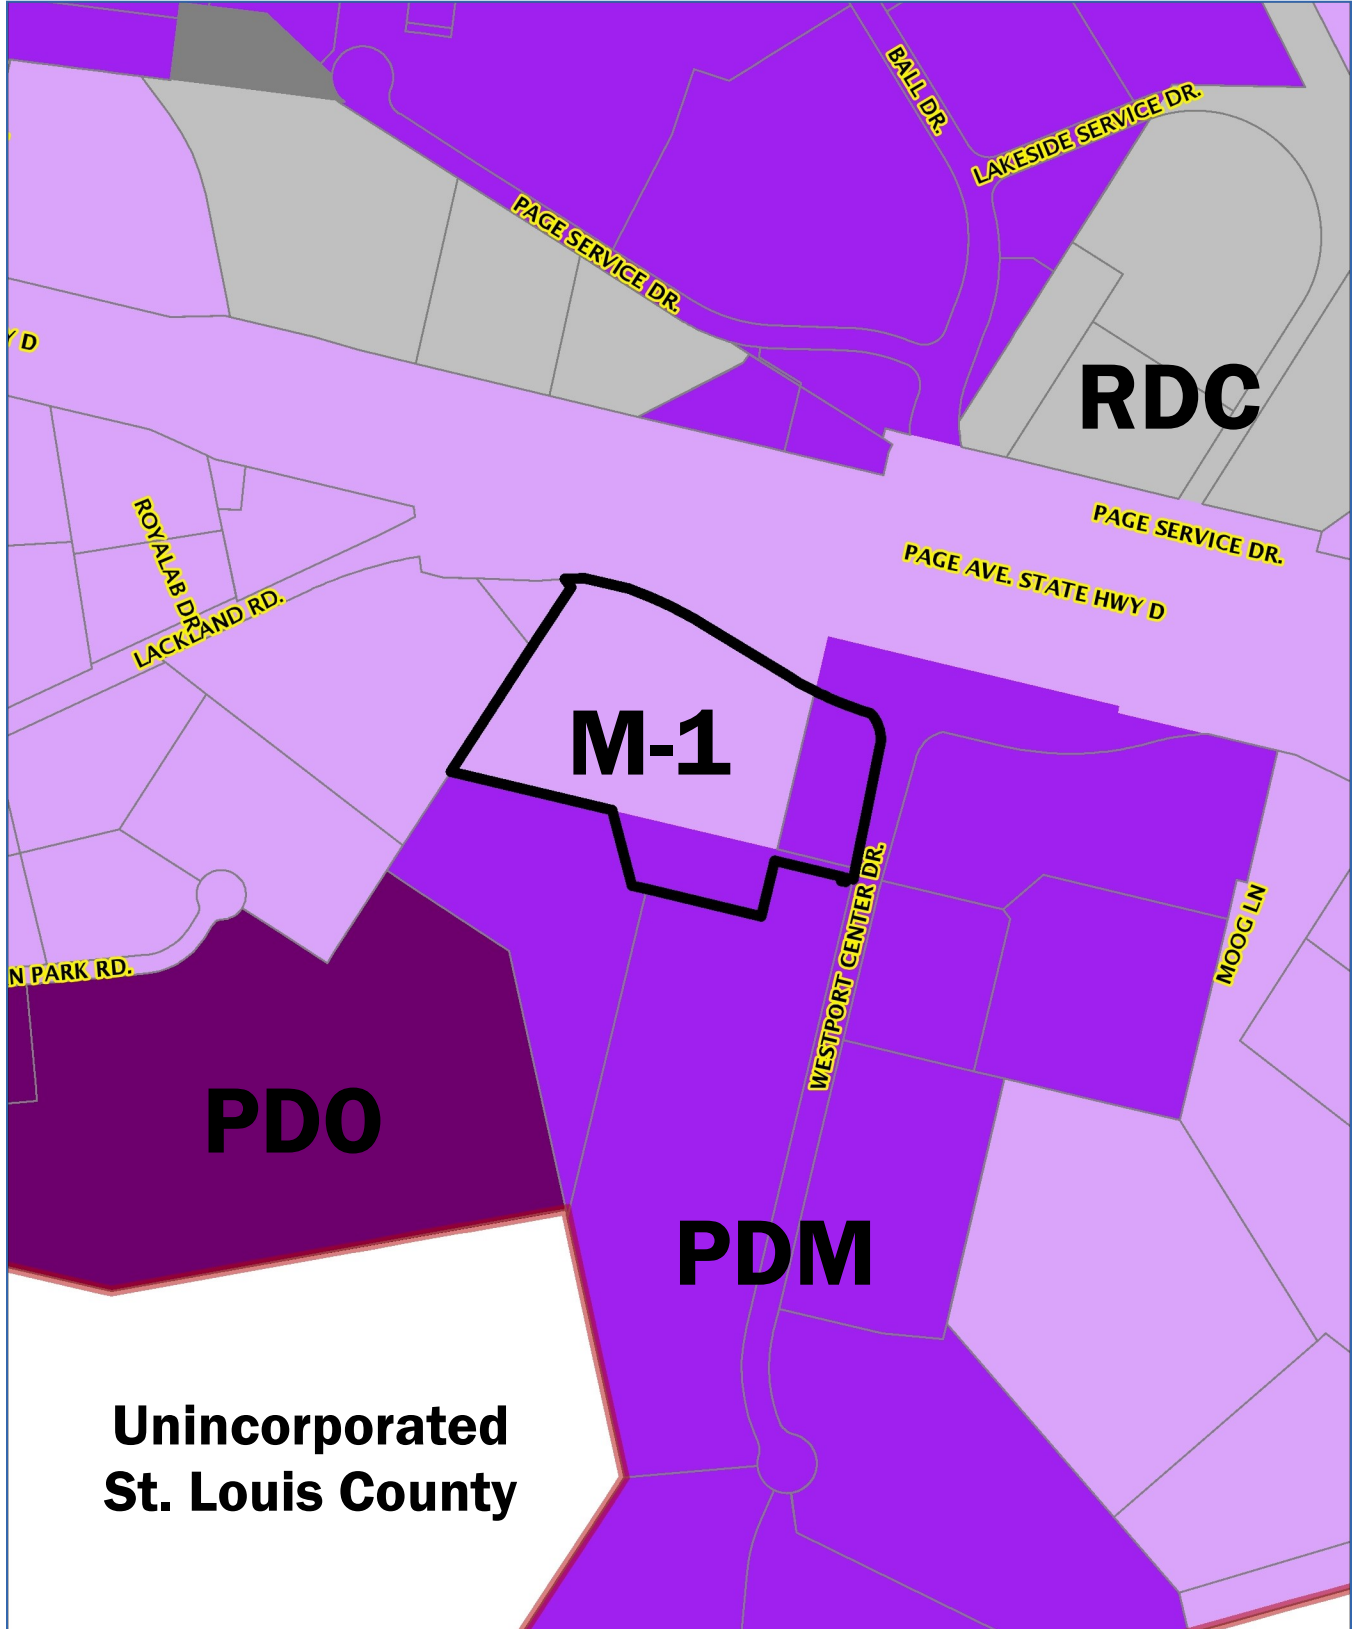 BALL DR.
LAKESIDE SERVICE DR.
PAGE SERVICE DR.
Y D
RDC
ROYALAB DR.
PAGE SERVICE DR.
PAGE AVE. STATE HWY D
LACKLAND RD.
M-1
WESTPORT CENTER DR.
MOOG LN
N PARK RD.
PDO
PDM
Unincorporated
St. Louis County